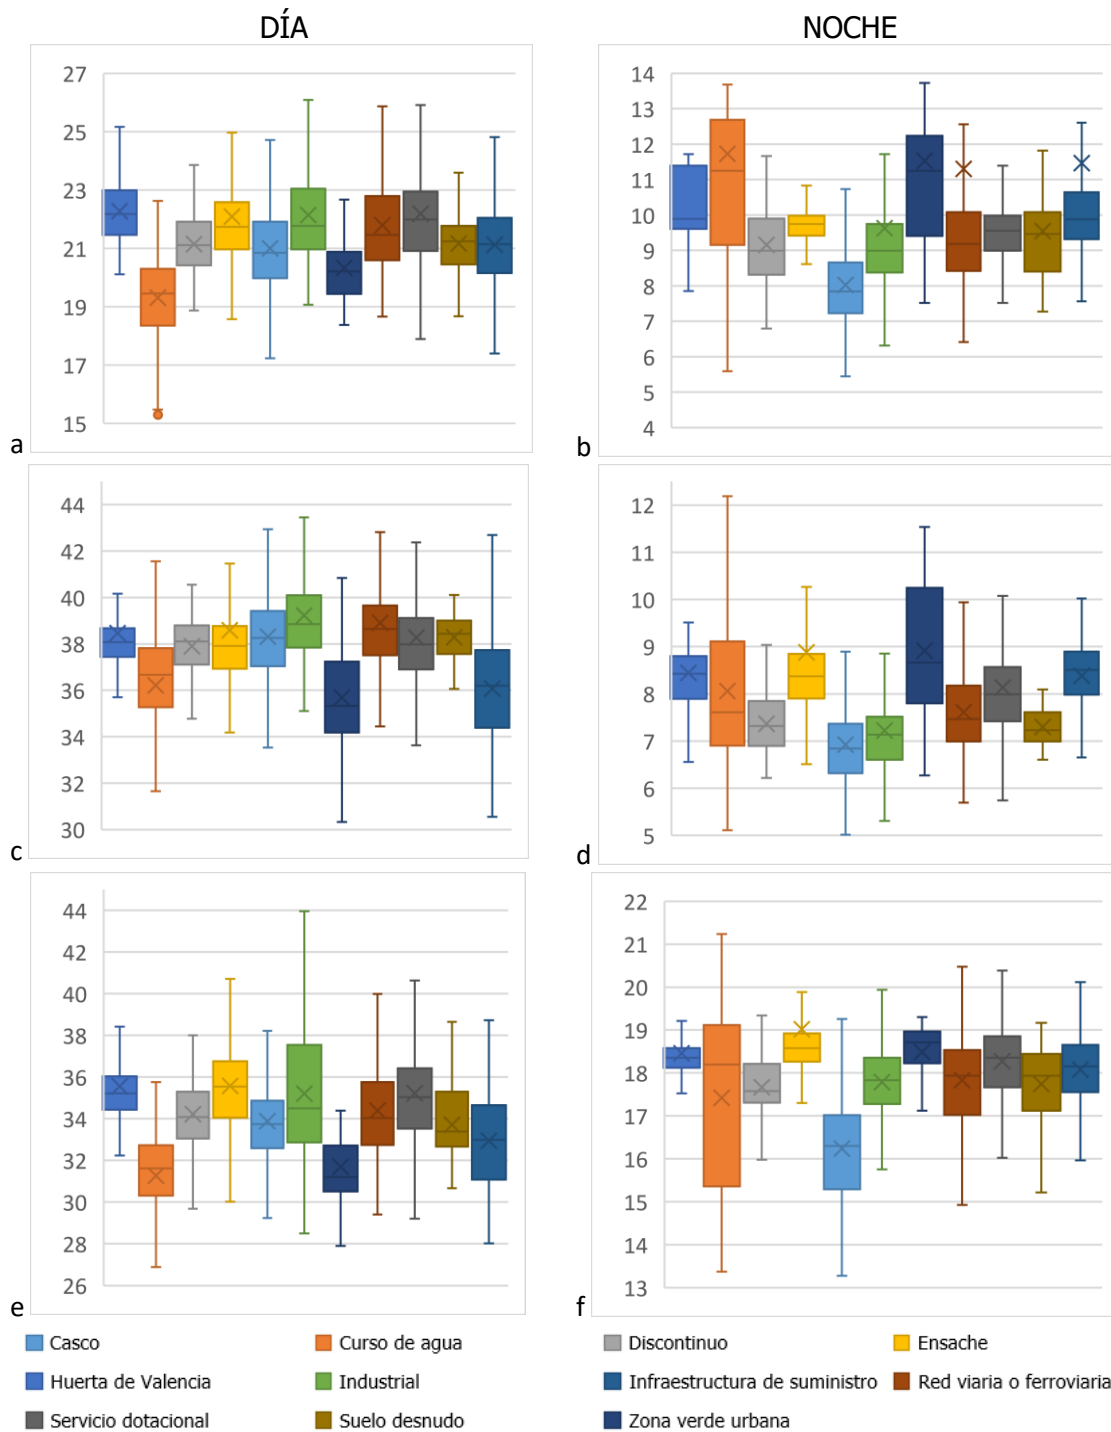 DÍA
NOCHE
27
25
23
21
19
17
15
a
14
13
12
11
10
9
8
7
6
5
4
b
44
42
40
38
36
34
32
30
c
12
11
10
9
8
7
6
5
d
44
42
40
38
36
34
32
30
28
26
e
22
21
20
19
18
17
16
15
14
13
f
Casco
Curso de agua
Discontinuo
Ensache
Huerta de Valencia
Industrial
Infraestructura de suministro
Red viaria o ferroviaria
Servicio dotacional
Suelo desnudo
Zona verde urbana